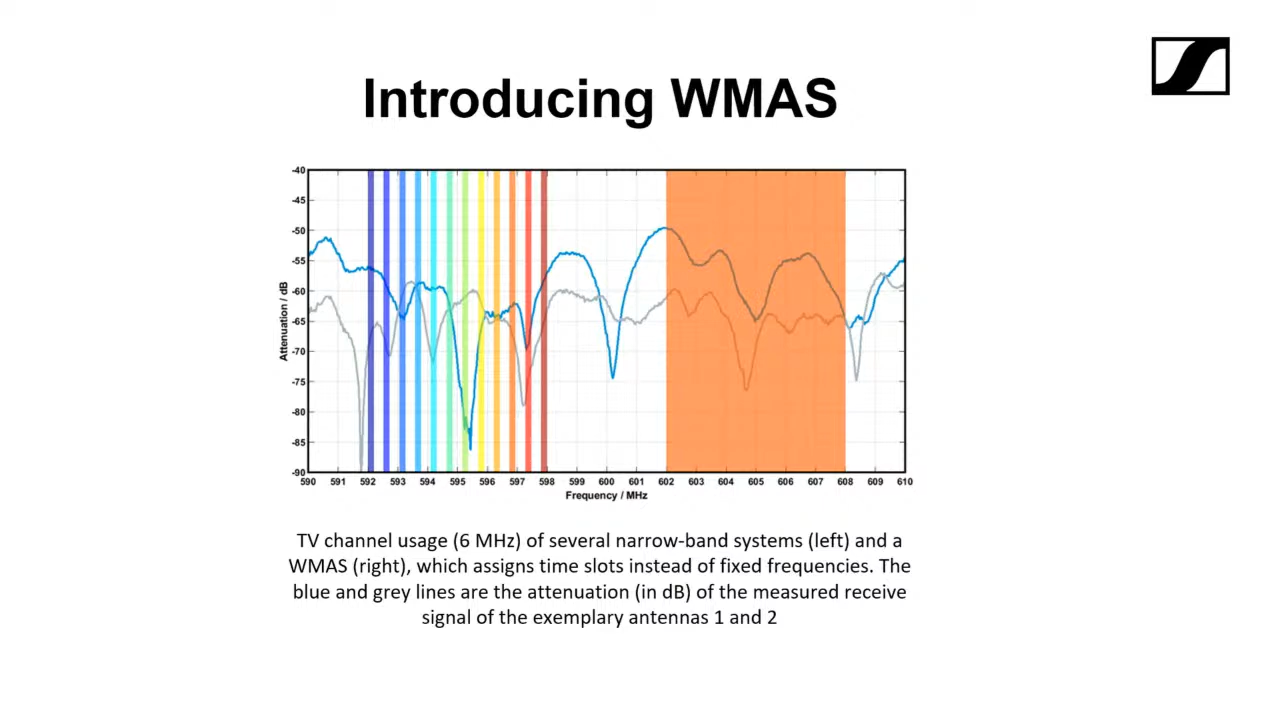 Introducing WMAS
-40
-45
-50
-55
-60
-65
-70
-75
-80
-85
-90
Attenuation / dB
590 591 592 593 594 595 596 597 598 599 600 601 602 603 604 605 606 607 608 609 610
Frequency / MHz
TV channel usage (6 MHz) of several narrow-band systems (left) and a
WMAS (right), which assigns time slots instead of fixed frequencies. The
blue and grey lines are the attenuation (in dB) of the measured receive
signal of the exemplary antennas 1 and 2